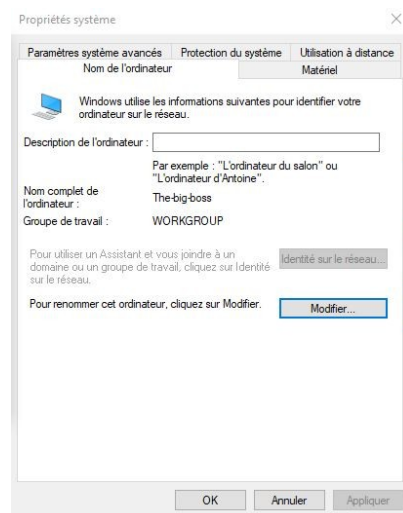 Propriétés système
Paramètres système avancés Protection du système Utilisation à distance
Nom de l'ordinateur Matériel
Windows utilise les informations suivantes pour identifier votre
ordinateur sur le réseau.
Description de l'ordinateur :
Par exemple : "L'ordinateur du salon" ou
"L'ordinateur d'Antoine".
Nom complet de
l'ordinateur :
The-big-boss
Groupe de travail : WORKGROUP
Pour utiliser un Assistant et vous joindre à un
domaine ou un groupe de travail, cliquez sur Identité
sur le réseau.
Identité sur le réseau...
Pour renommer cet ordinateur, cliquez sur Modifier.
Modifier...
OK Annuler Appliquer